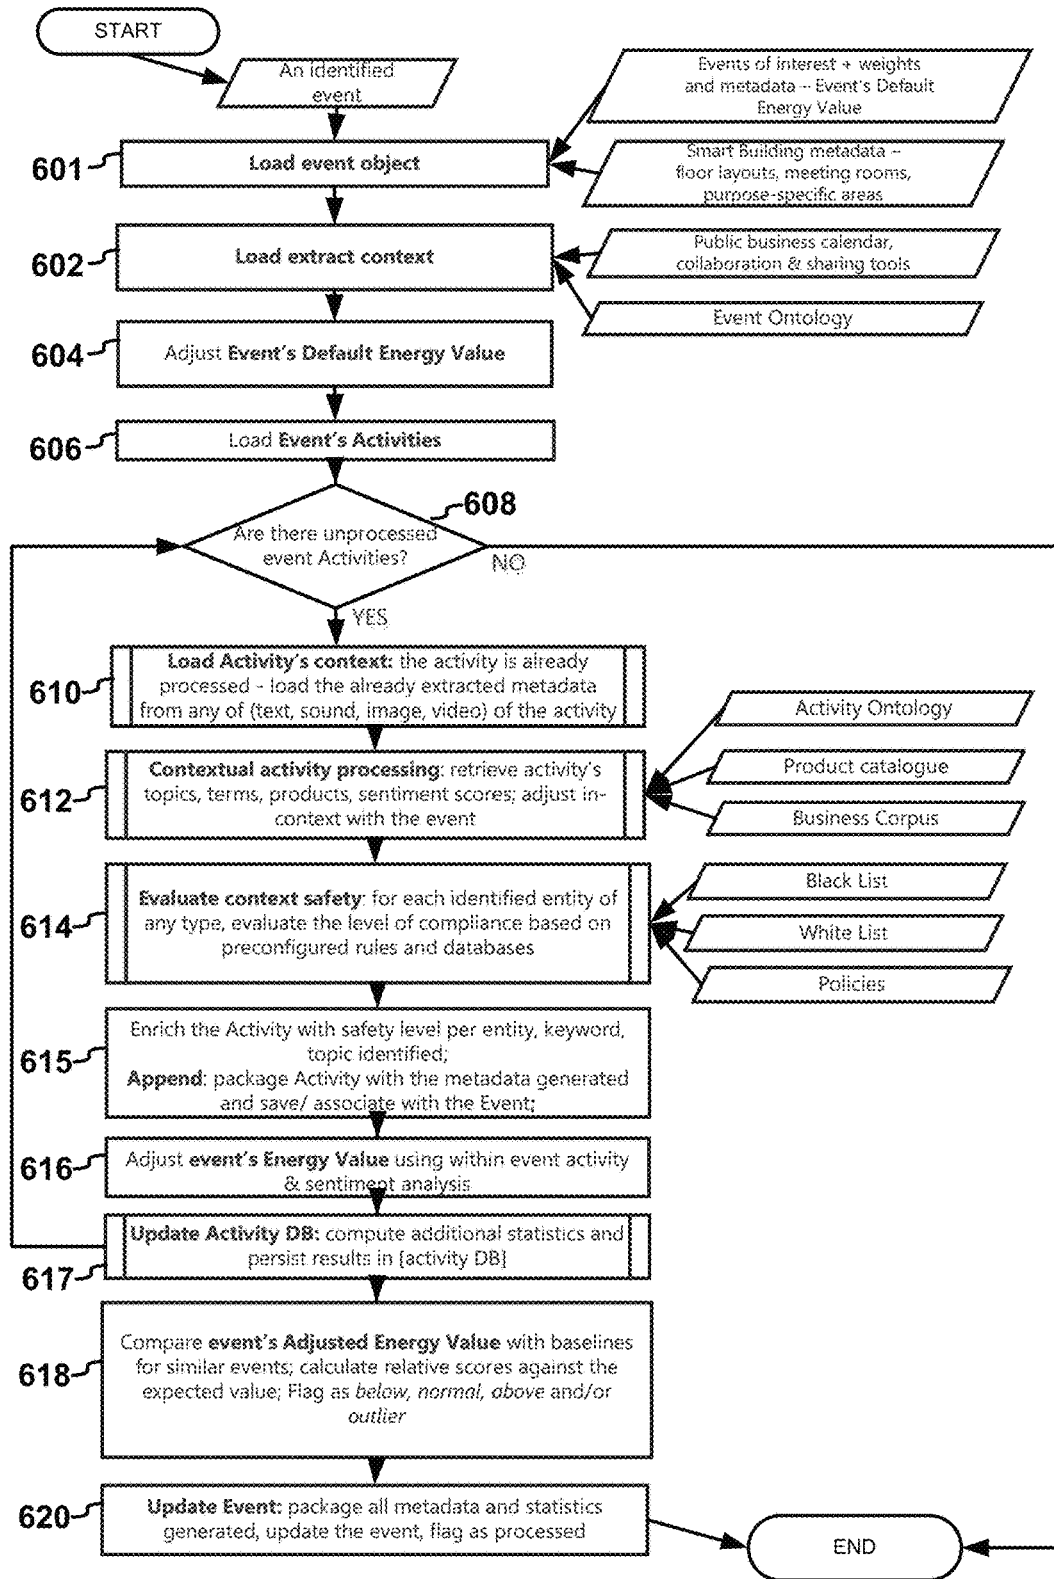 START
An identified
event
Events of interest + weights
and metadata – Event's Default
Energy Value
601
Load event object
Smart Building metadata –
floor layouts, meeting rooms,
purpose-specific areas
602
Load extract context
Public business calendar,
collaboration & sharing tools
Event Ontology
604
Adjust Event's Default Energy Value
606
Load Event's Activities
608
Are there unprocessed
event Activities?
NO
YES
610
Load Activity's context: the activity is already
processed - load the already extracted metadata
from any of (text, sound, image, video) of the activity
Activity Ontology
612
Contextual activity processing: retrieve activity's
topics, terms, products, sentiment scores; adjust in-
context with the event
Product catalogue
Business Corpus
614
Evaluate context safety: for each identified entity of
any type, evaluate the level of compliance based on
preconfigured rules and databases
Black List
White List
Policies
615
Enrich the Activity with safety level per entity, keyword,
topic identified;
Append: package Activity with the metadata generated
and save/ associate with the Event;
616
Adjust event's Energy Value using within event activity
& sentiment analysis
617
Update Activity DB: compute additional statistics and
persist results in [activity DB]
618
Compare event's Adjusted Energy Value with baselines
for similar events; calculate relative scores against the
expected value; Flag as below, normal, above and/or
outlier
620
Update Event: package all metadata and statistics
generated, update the event, flag as processed
END